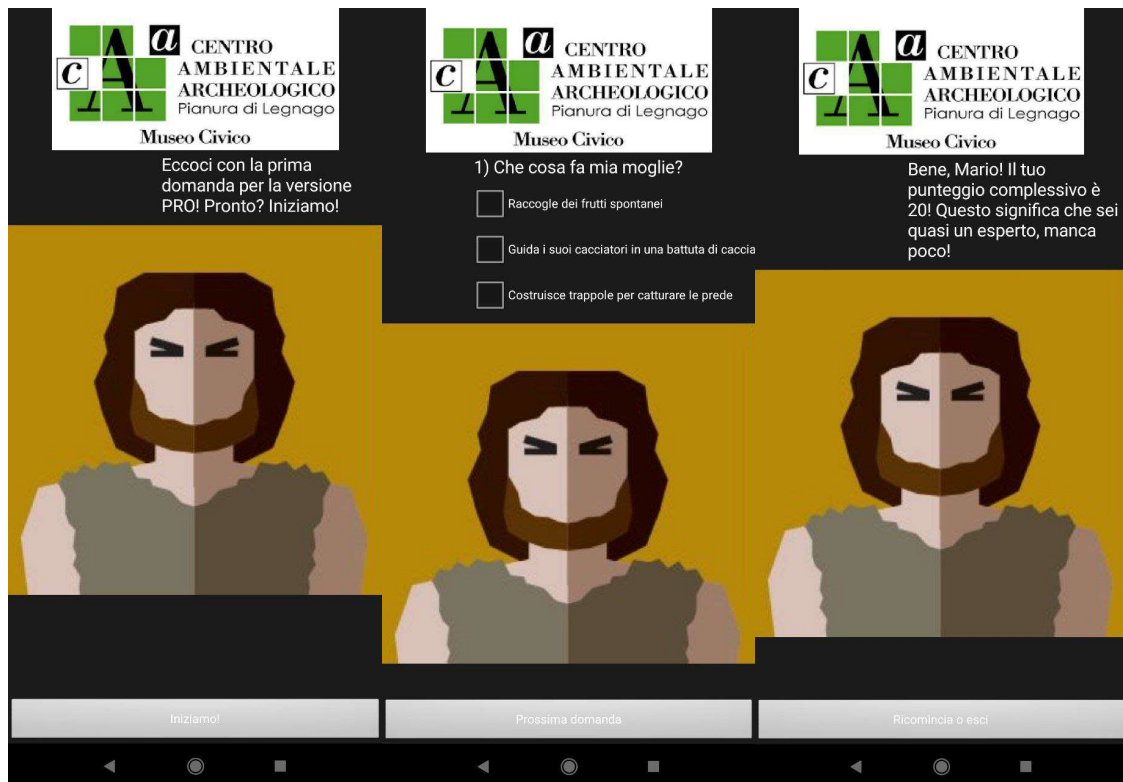 a
c
A
CENTRO
AMBIENTALE
ARCHEOLOGICO
Pianura di Legnago
Museo Civico
Eccoci con la prima
domanda per la versione
PRO! Pronto? Iniziamo!
Iniziamo!
a
c
A
CENTRO
AMBIENTALE
ARCHEOLOGICO
Pianura di Legnago
Museo Civico
1) Che cosa fa mia moglie?
Raccoglie dei frutti spontanei
Guida i suoi cacciatori in una battuta di caccia
Costruisce trappole per catturare le prede
Prossima domanda
a
c
A
CENTRO
AMBIENTALE
ARCHEOLOGICO
Pianura di Legnago
Museo Civico
Bene, Mario! Il tuo
punteggio complessivo è
20! Questo significa che sei
quasi un esperto, manca
poco!
Ricomincia o esci